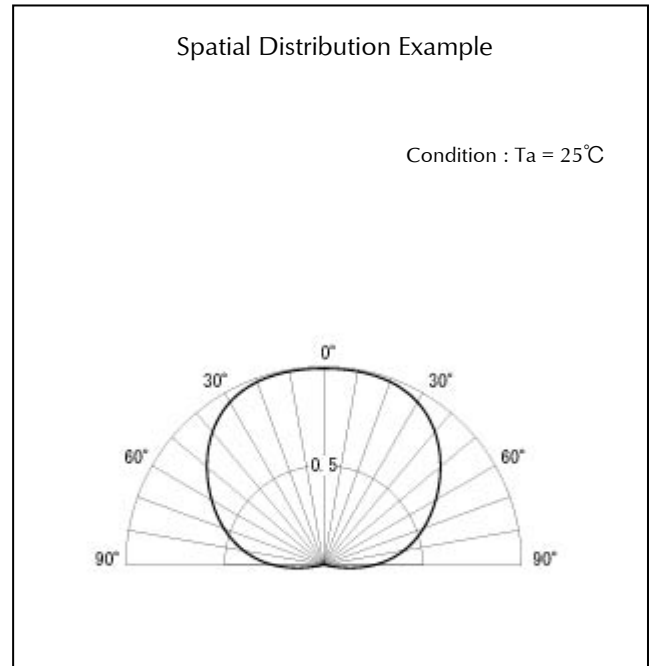 Spatial Distribution Example
Condition : Ta = 25℃
0°
30° 30°
60° 0. 5 60°
90° 90°